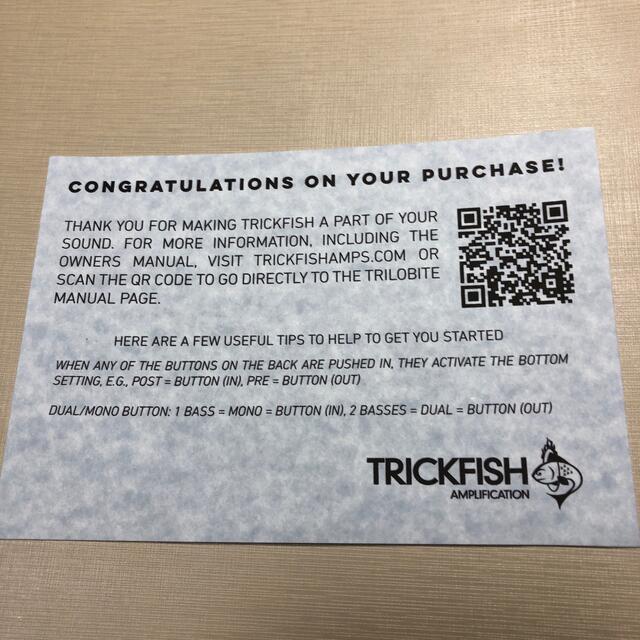 CONGRATULATIONS ON YOUR PURCHASE!
THANK YOU FOR MAKING TRICKFISH A PART OF YOUR
SOUND. FOR MORE INFORMATION, INCLUDING THE
OWNERS MANUAL, VISIT TRICKFISHAMPS.COM OR
SCAN THE QR CODE TO GO DIRECTLY TO THE TRILOBITE
MANUAL PAGE.
HERE ARE A FEW USEFUL TIPS TO HELP TO GET YOU STARTED
WHEN ANY OF THE BUTTONS ON THE BACK ARE PUSHED IN, THEY ACTIVATE THE BOTTOM
SETTING, E.G., POST = BUTTON (IN), PRE = BUTTON (OUT)
DUAL/MONO BUTTON: 1 BASS = MONO = BUTTON (IN), 2 BASSES = DUAL = BUTTON (OUT)
TRICKFISH
AMPLIFICATION